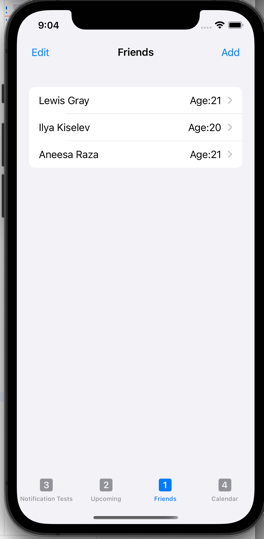 9:04
Edit Friends Add
Lewis Gray Age:21
Ilya Kiselev Age:20
Aneesa Raza Age:21
3 2 1 4
Notification Tests Upcoming Friends Calendar